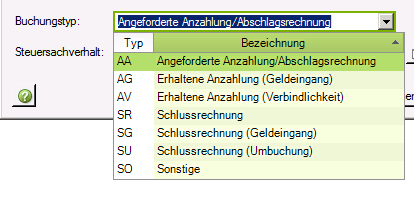 Buchungstyp: Angeforderte Anzahlung/Abschlagsrechnung
Steuersachverhalt:
Typ Bezeichnung
AA Angeforderte Anzahlung/Abschlagsrechnung
AG Erhaltene Anzahlung (Geldeingang)
AV Erhaltene Anzahlung (Verbindlichkeit)
SR Schlussrechnung
SG Schlussrechnung (Geldeingang)
SU Schlussrechnung (Umbuchung)
SO Sonstige